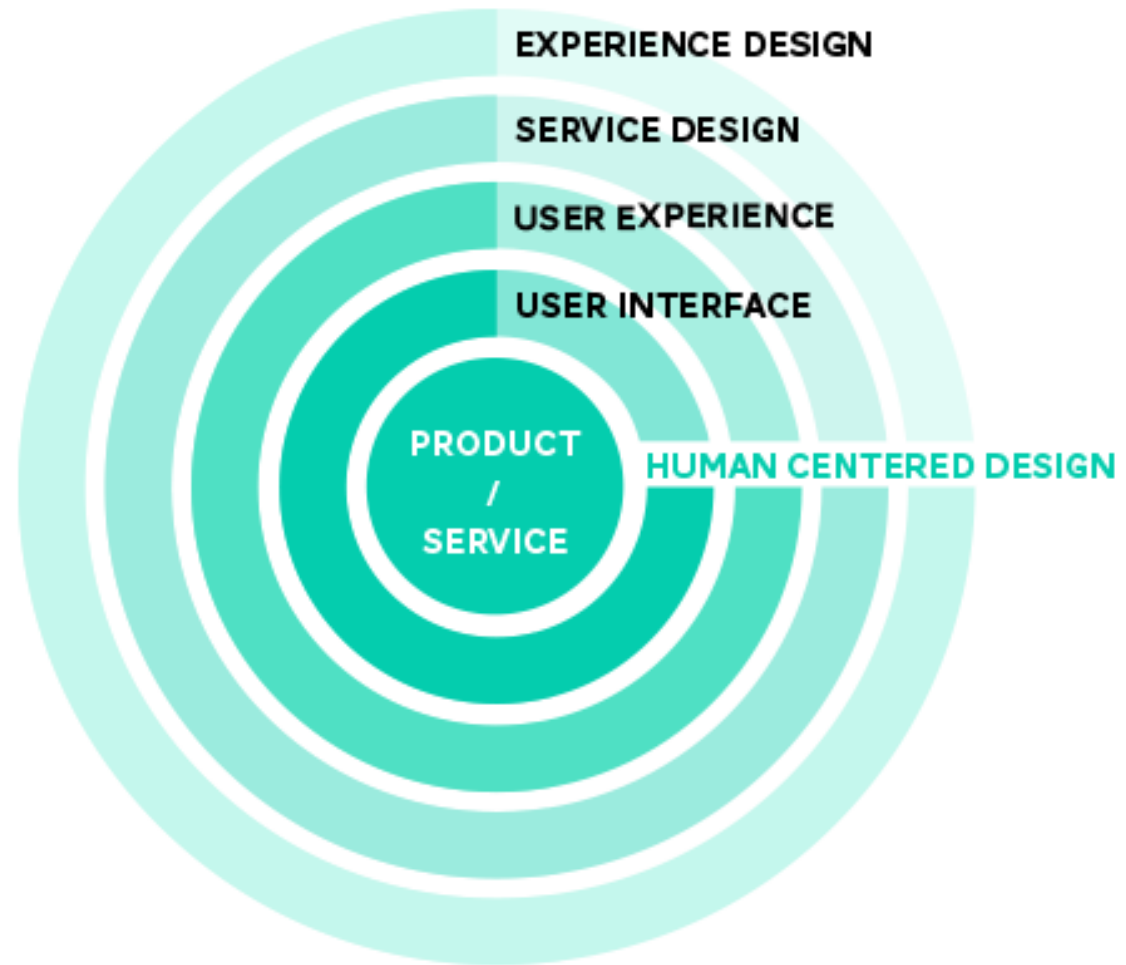 EXPERIENCE DESIGN
SERVICE DESIGN
USER EXPERIENCE
USER INTERFACE
PRODUCT
/
SERVICE
HUMAN CENTERED DESIGN